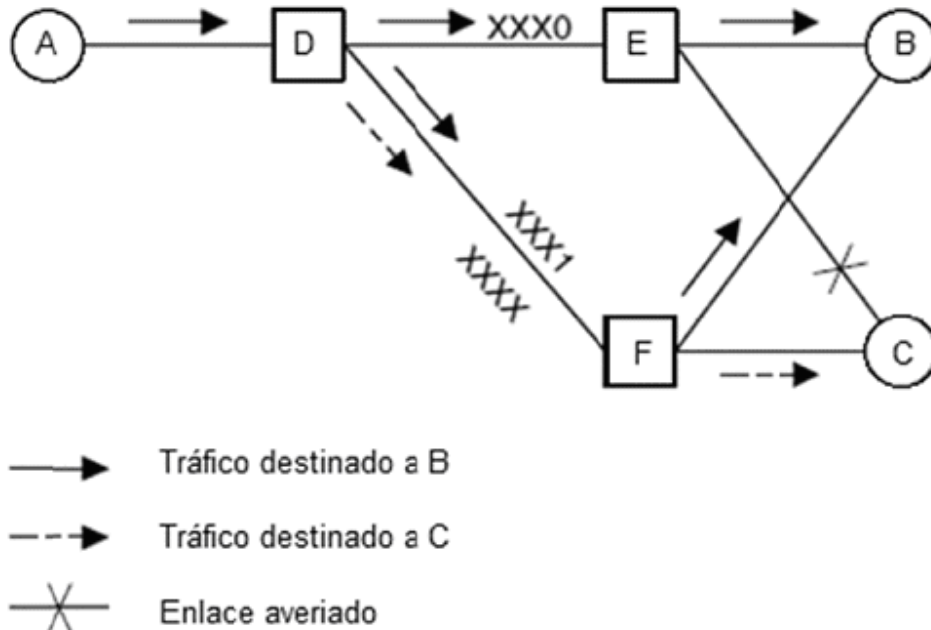 A D XXX0 E B
XXX1
XXXX
F C
Tráfico destinado a B
Tráfico destinado a C
Enlace averiado